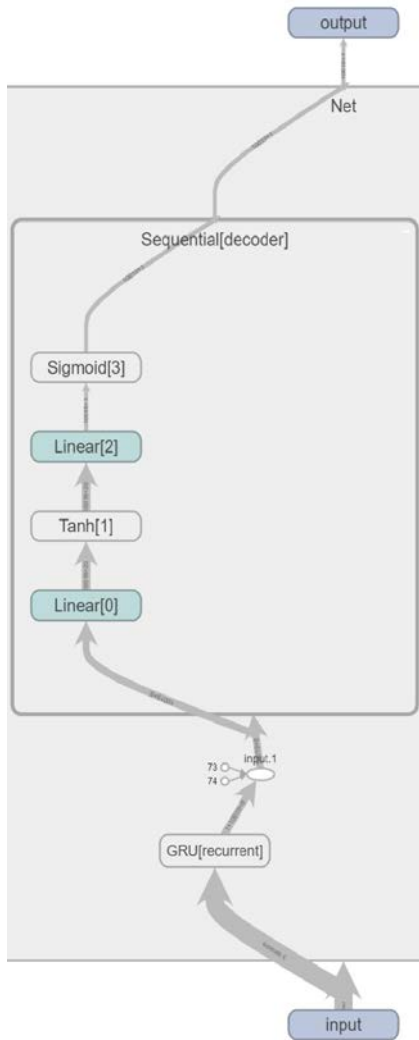 output
Net
Sequential[decoder]
Sigmoid[3]
Linear[2]
Tanh[1]
Linear[0]
input.1
73
74
GRU[recurrent]
input